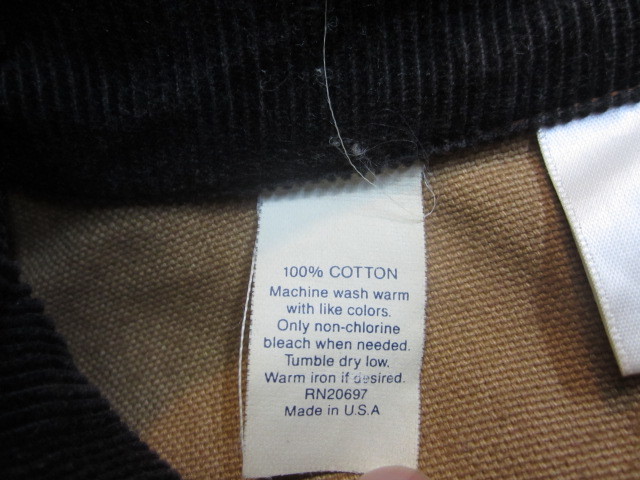 100% COTTON
Machine wash warm
with like colors.
Only non-chlorine
bleach when needed.
Tumble dry low.
Warm iron if desired.
RN20697
Made in U.S.A